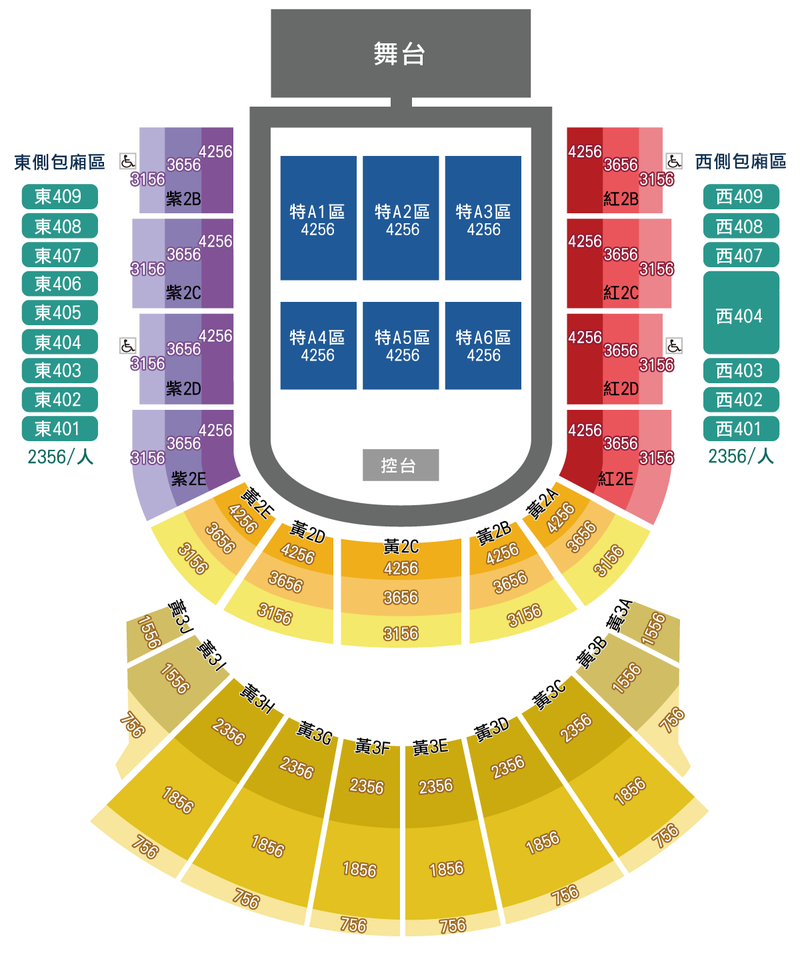 舞台
東側包廂區
東409
東408
東407
東406
東405
東404
東403
東402
東401
2356/人
西側包廂區
西409
西408
西407
西404
西403
西402
西401
2356/人
4256
3656
3156
紫2B
4256
3656
3156
紫2C
4256
3656
3156
紫2D
4256
3656
3156
紫2E
特A1區
4256
特A2區
4256
特A3區
4256
特A4區
4256
特A5區
4256
特A6區
4256
控台
4256
3656
3156
紅2B
4256
3656
3156
紅2C
4256
3656
3156
紅2D
4256
3656
3156
紅2E
黃2E
4256
3656
3156
黃2D
4256
3656
3156
黃2C
4256
3656
3156
黃2B
4256
3656
3156
黃2A
4256
3656
3156
黃3J
1556
黃3I
1556
756
黃3H
2356
1856
756
黃3G
2356
1856
756
黃3F
2356
1856
756
黃3E
2356
1856
756
黃3D
2356
1856
756
黃3C
2356
1856
756
黃3B
1556
756
黃3A
1556